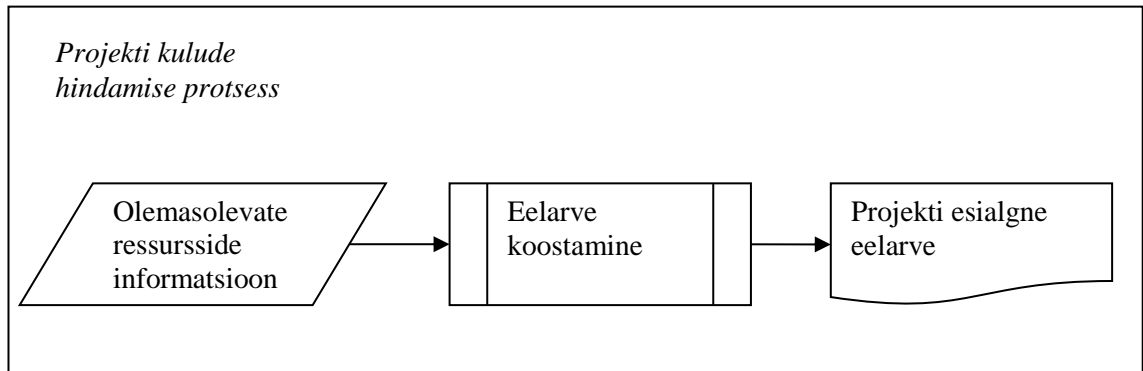 Projekti kulude
hindamise protsess
Olemasolevate
ressursside
informatsioon
Eelarve
koostamine
Projekti esialgne
eelarve